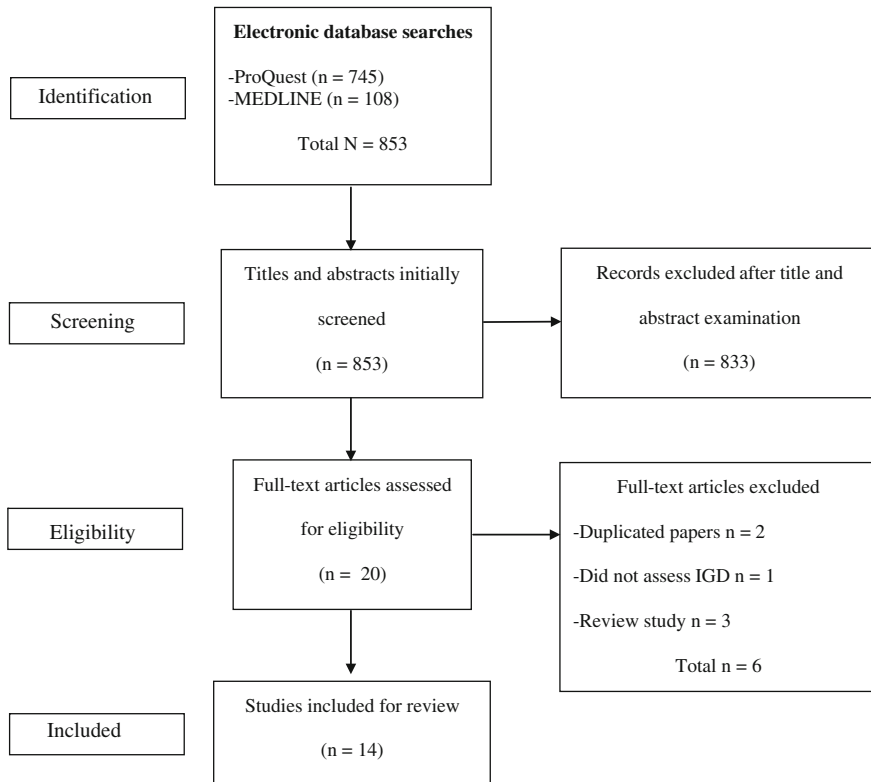 Electronic database searches
-ProQuest (n = 745)
-MEDLINE (n = 108)
Total N = 853
Identification
Titles and abstracts initially
screened
(n = 853)
Records excluded after title and
abstract examination
(n = 833)
Screening
Full-text articles assessed
for eligibility
(n = 20)
Full-text articles excluded
-Duplicated papers n = 2
-Did not assess IGD n = 1
-Review study n = 3
Total n = 6
Eligibility
Studies included for review
(n = 14)
Included